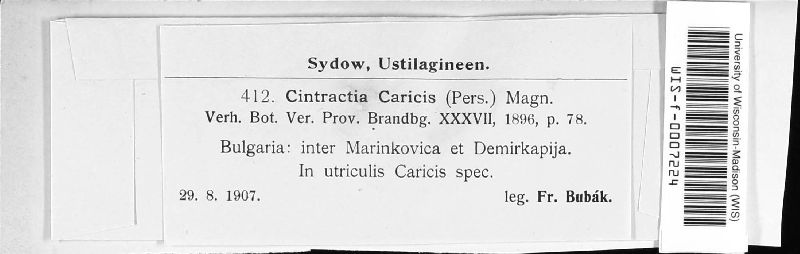 Sydow, Ustilagineen.
412. Cintractia Caricis (Pers.) Magn.
Verh. Bot. Ver. Prov. Brandbg. XXXVII, 1896, p. 78.
Bulgaria: inter Marinkovica et Demirkapija.
In utriculis Caricis spec.
29. 8. 1907. leg. Fr. Bubák.
University of Wisconsin-Madison (WIS)
WIS-f-0007224